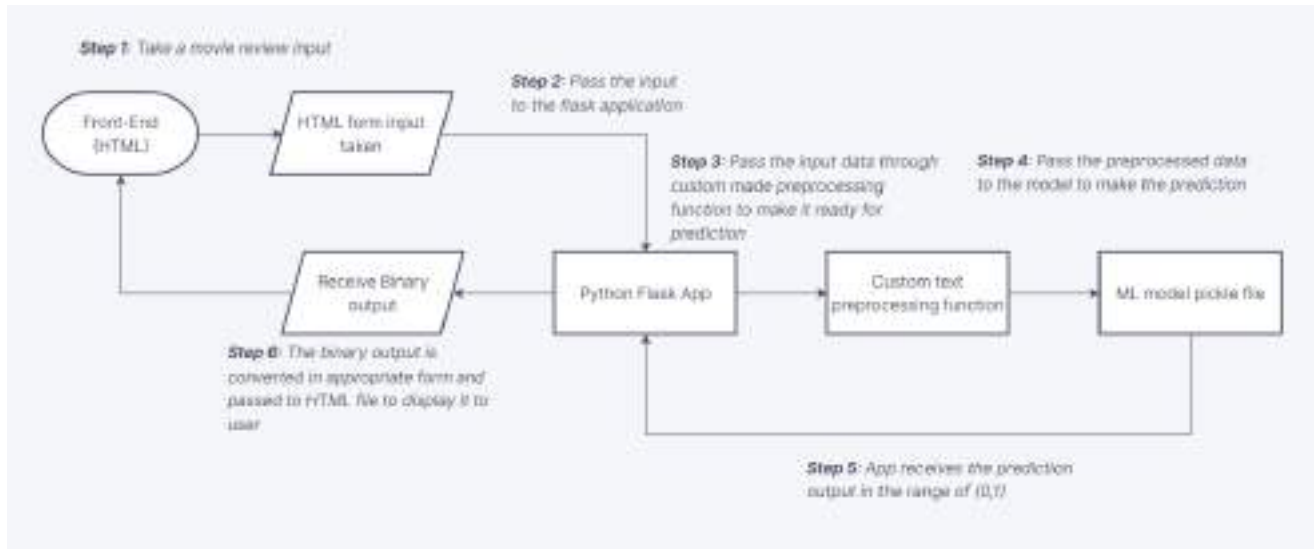 Step 1: Take a movie review input
Front-End
(HTML)
HTML form input
taken
Step 2: Pass the input
to the flask application
Step 3: Pass the input data through
custom made preprocessing
function to make it ready for
prediction
Step 4: Pass the preprocessed data
to the model to make the prediction
Receive Binary
output
Python Flask App
Custom text
preprocessing function
ML model pickle file
Step 6: The binary output is
converted in appropriate form and
passed to HTML file to display it to
user
Step 5: App receives the prediction
output in the range of (0,1)